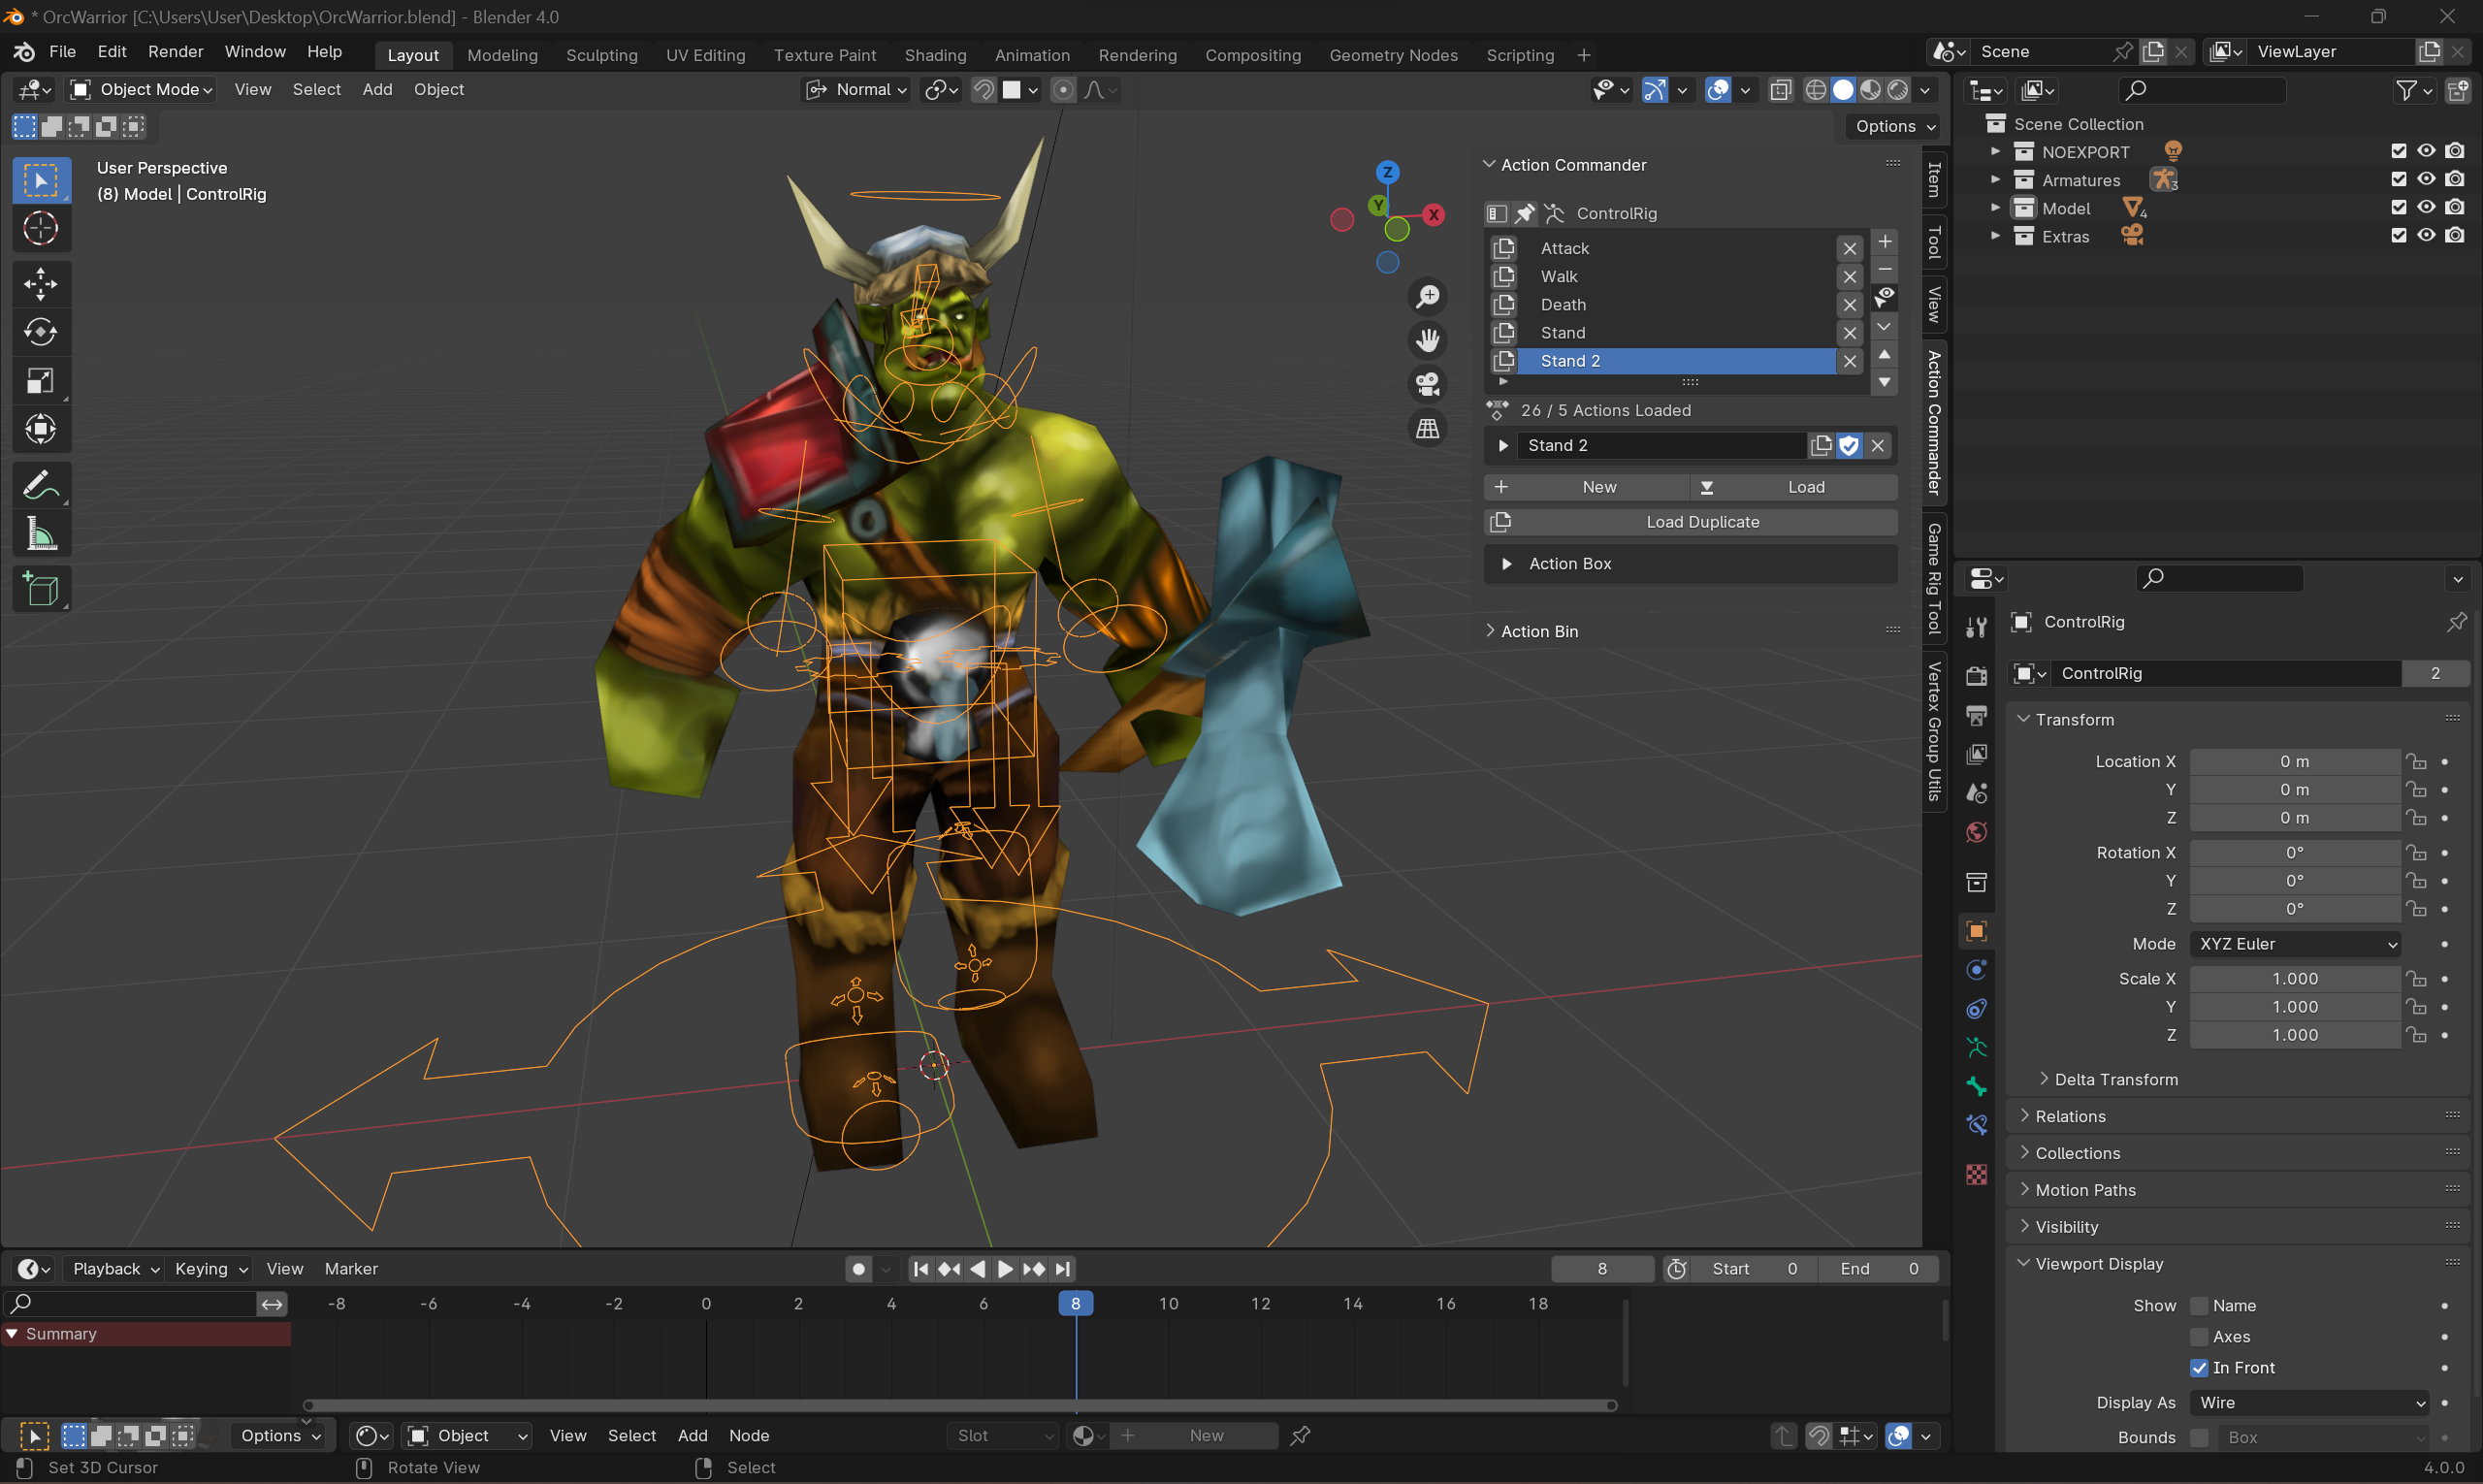 * OrcWarrior [C:\Users\User\Desktop\OrcWarrior.blend] - Blender 4.0
File Edit Render Window Help Layout Modeling Sculpting UV Editing Texture Paint Shading Animation Rendering Compositing Geometry Nodes Scripting + Scene ViewLayer
Object Mode View Select Add Object Normal
Options
User Perspective
(8) Model | ControlRig
Z
Y
X
Action Commander
ControlRig
Attack
Walk
Death
Stand
Stand 2
26 / 5 Actions Loaded
Stand 2
New Load
Load Duplicate
Action Box
Action Bin
Item
Tool
View
Action Commander
Game Rig Tool
Vertex Group Utils
Scene Collection
NOEXPORT
Armatures 3
Model 4
Extras
ControlRig
ControlRig 2
Transform
Location X 0 m
Y 0 m
Z 0 m
Rotation X 0°
Y 0°
Z 0°
Mode XYZ Euler
Scale X 1.000
Y 1.000
Z 1.000
Delta Transform
Relations
Collections
Motion Paths
Visibility
Viewport Display
Show Name
Axes
In Front
Display As Wire
Bounds Box
Playback Keying View Marker 8 Start 0 End 0
-8 -6 -4 -2 0 2 4 6 8 10 12 14 16 18
Summary
Options Object View Select Add Node Slot New
Set 3D Cursor Rotate View Select 4.0.0